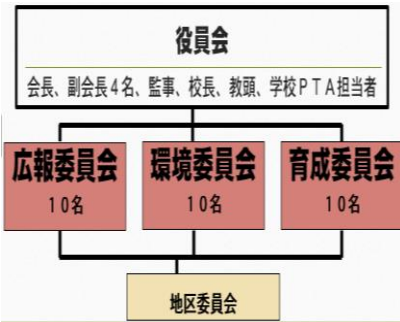 役員会
会長、副会長4名、監事、校長、教頭、学校PTA担当者
広報委員会
10名
環境委員会
10名
育成委員会
10名
地区委員会